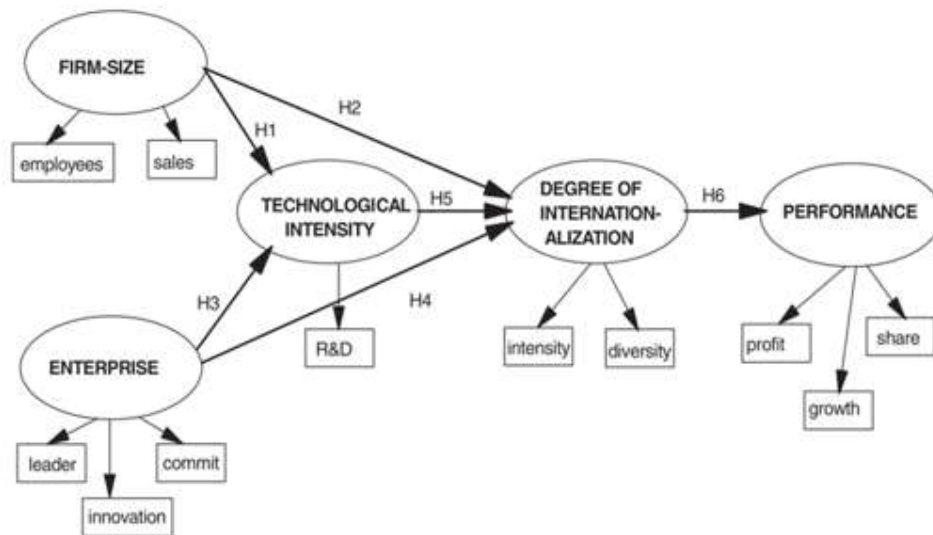 FIRM-SIZE
H2
H1
employees
sales
TECHNOLOGICAL
INTENSITY
H5
DEGREE OF
INTERNATION-
ALIZATION
H6
PERFORMANCE
H3
H4
R&D
intensity
diversity
profit
share
growth
ENTERPRISE
leader
commit
innovation